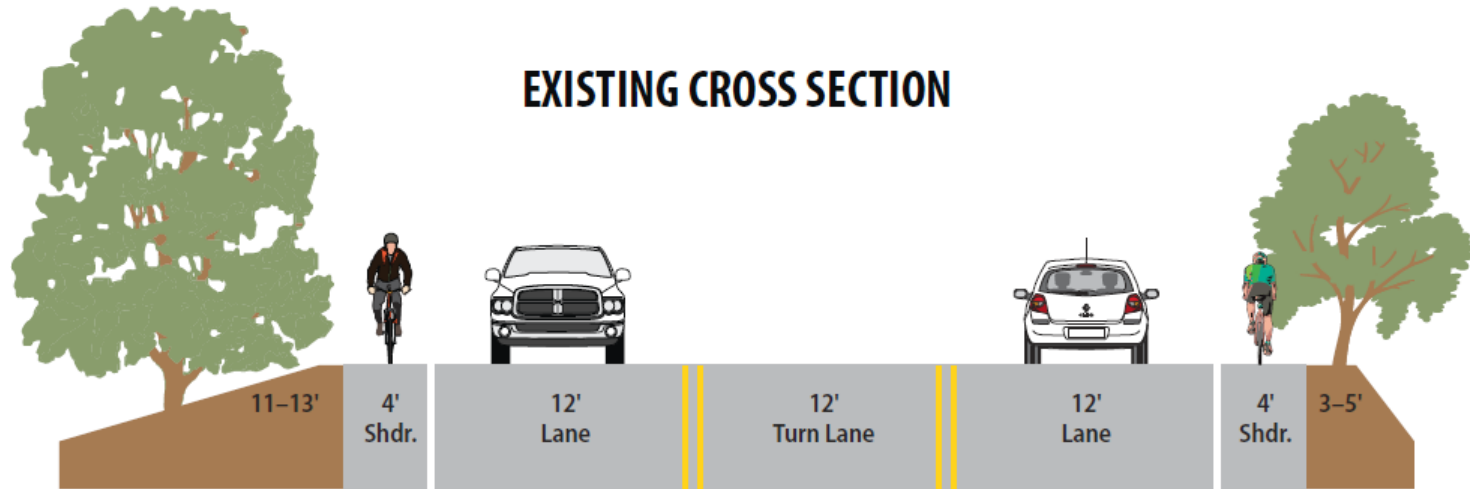 EXISTING CROSS SECTION
11–13'
4'
Shdr.
12'
Lane
12'
Turn Lane
12'
Lane
4'
Shdr.
3–5'